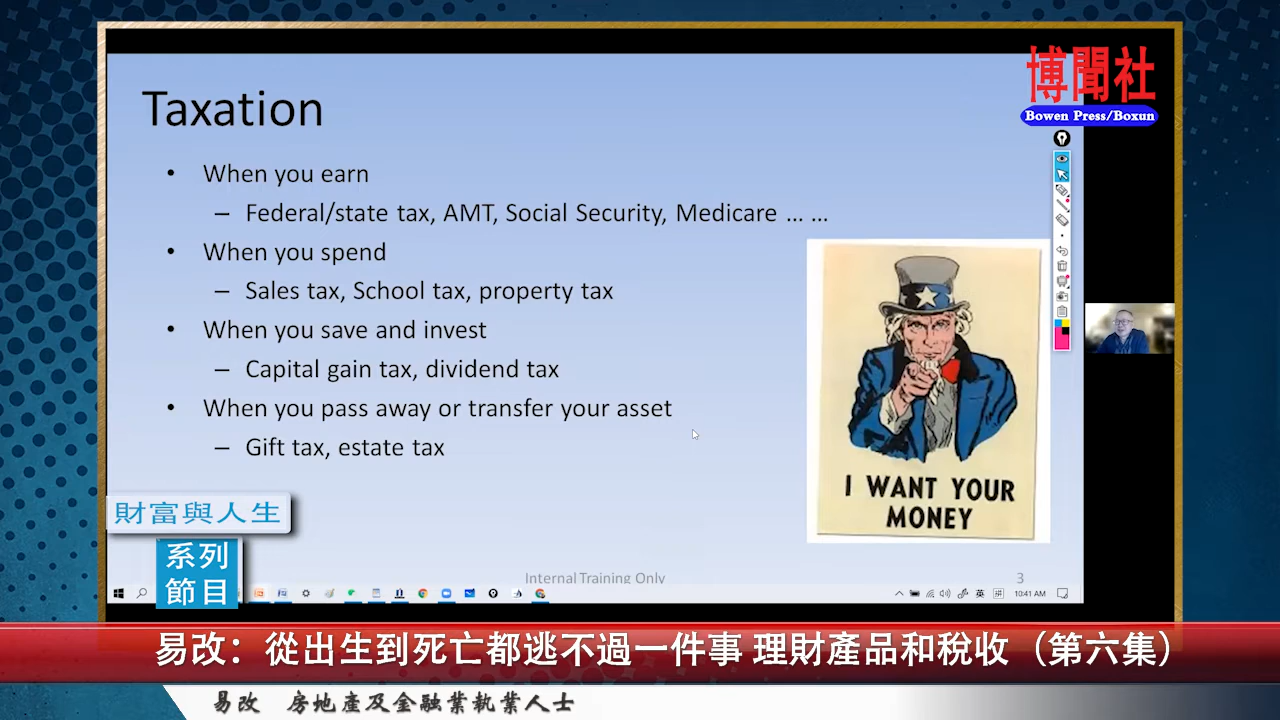 博聞社
Bowen Press/Boxun
Taxation
• When you earn
– Federal/state tax, AMT, Social Security, Medicare … …
• When you spend
– Sales tax, School tax, property tax
• When you save and invest
– Capital gain tax, dividend tax
• When you pass away or transfer your asset
– Gift tax, estate tax
I WANT YOUR
MONEY
財富與人生
系列
節目
Internal Training Only
3
英
拼
10:41 AM
易改：從出生到死亡都逃不過一件事 理財產品和稅收（第六集）
易改 房地產及金融業執業人士